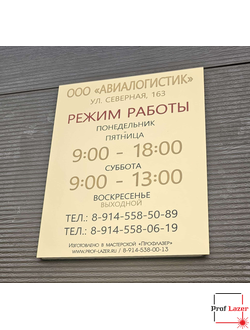 ООО «АВИАЛОГИСТИК»
УЛ. СЕВЕРНАЯ, 163
РЕЖИМ РАБОТЫ
ПОНЕДЕЛЬНИК
-
ПЯТНИЦА
9:00 - 18:00
СУББОТА
9:00 - 13:00
ВОСКРЕСЕНЬЕ
ВЫХОДНОЙ
ТЕЛ.: 8-914-558-50-89
ТЕЛ.: 8-914-558-06-19
Изготовлено в мастерской «Профлазер»
www.prof-lazer.ru / 8-914-538-00-13
Prof Lazer